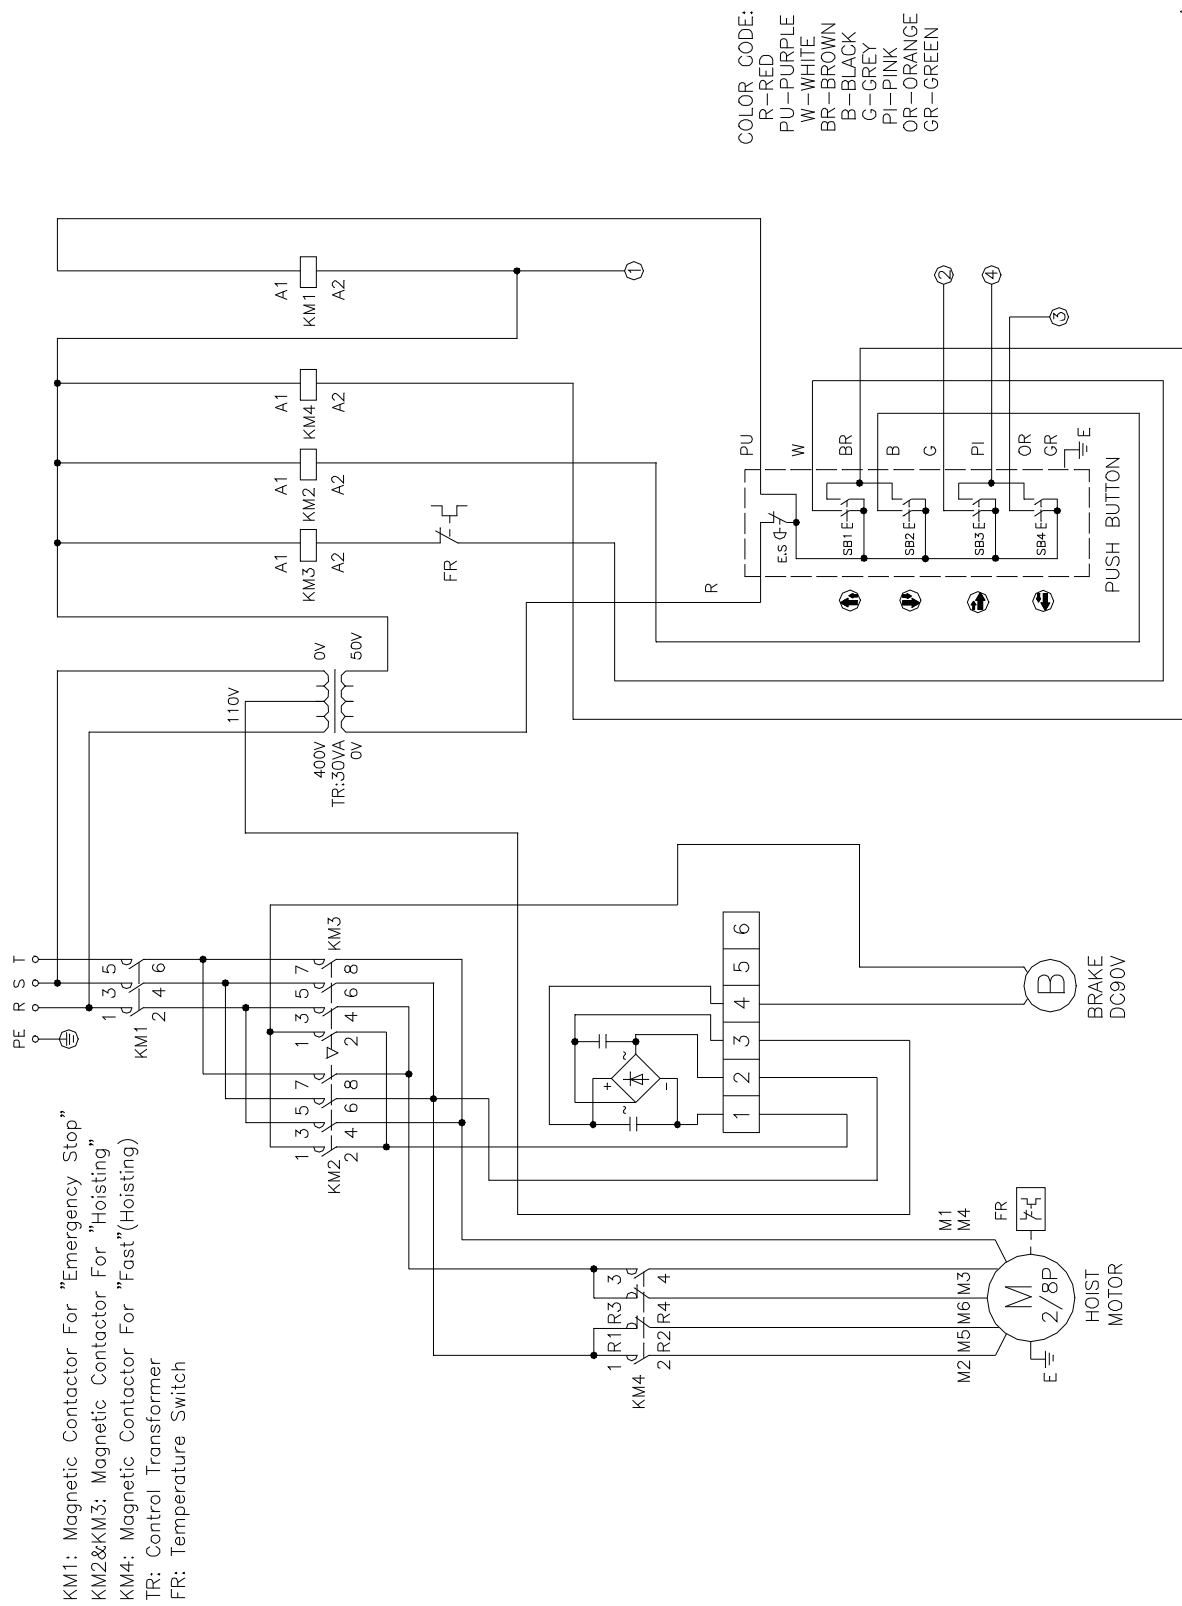 KM1: Magnetic Contactor For "Emergency Stop"
KM2&KM3: Magnetic Contactor For "Hoisting"
KM4: Magnetic Contactor For "Fast"(Hoisting)
TR: Control Transformer
FR: Temperature Switch
PE R S T
1 3 5
KM1
2 4 6
1 3 5 7 1 3 5 7
KM2
KM3
2 4 6 8 2 4 6 8
110V
400V 0V
TR:30VA
0V 50V
A1 A1 A1 A1
KM3 KM2 KM4 KM1
A2 A2 A2 A2
FR
1
1 R1 R3 3
KM4
2 R2 R4 4
~
+ -
~
1 2 3 4 5 6
M2 M5 M6 M3
M1
M4
FR
M
2/8P
E
HOIST
MOTOR
B
BRAKE
DC90V
R
PU
W
BR
B
G
PI
OR
GR
E
E.S
SB1 E
SB2 E
SB3 E
SB4 E
PUSH BUTTON
2
4
3
COLOR CODE:
R-RED
PU-PURPLE
W-WHITE
BR-BROWN
B-BLACK
G-GREY
PI-PINK
OR-ORANGE
GR-GREEN